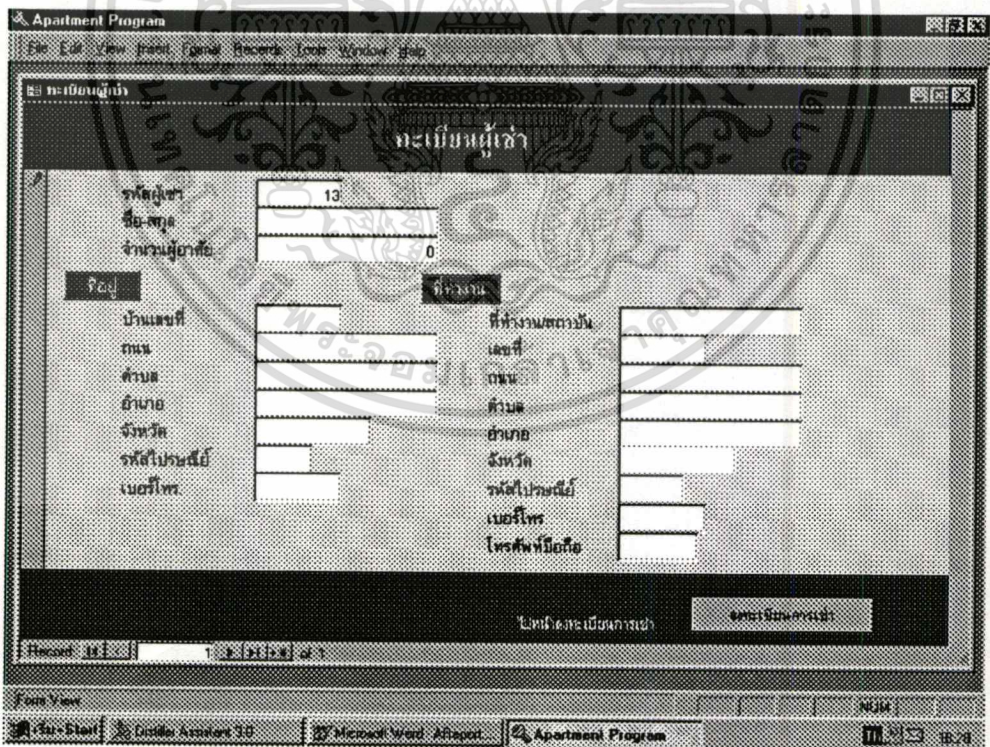 Apartment Program
File Edit View Insert Format Records Tools Window Help
ทะเบียนผู้เช่า
ทะเบียนผู้เช่า
รหัสผู้เช่า 13
ชื่อ-สกุล
จำนวนผู้อาศัย 0
ที่อยู่
บ้านเลขที่
ถนน
ตำบล
อำเภอ
จังหวัด
รหัสไปรษณีย์
เบอร์โทร.
ที่ทำงาน
ที่ทำงาน/สถาบัน
เลขที่
ถนน
ตำบล
อำเภอ
จังหวัด
รหัสไปรษณีย์
เบอร์โทร
โทรศัพท์มือถือ
ไปหน้าลงทะเบียนการเช่า ลงทะเบียนการเช่า
Record: 1 of 1
Form View NUM
เริ่ม-Start Distiller Assistant 3.0 Microsoft Word Apartment Program TH 18:28